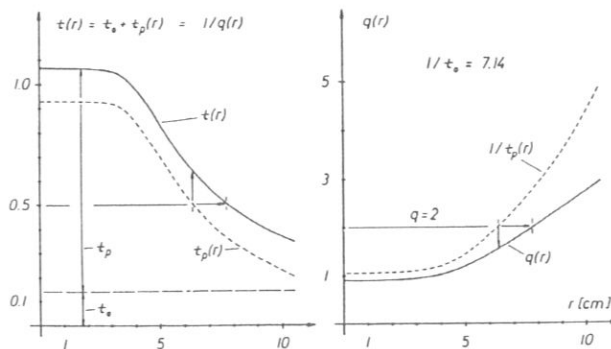 t(r) = t₀ + t_p(r) = 1/q(r)
1.0
0.5
0.1
t(r)
t_p(r)
t_p
t₀
1
5
10
q(r)
1/t₀ = 7.14
5
3
1
1/t_p(r)
q=2
q(r)
r [cm]
1
5
10